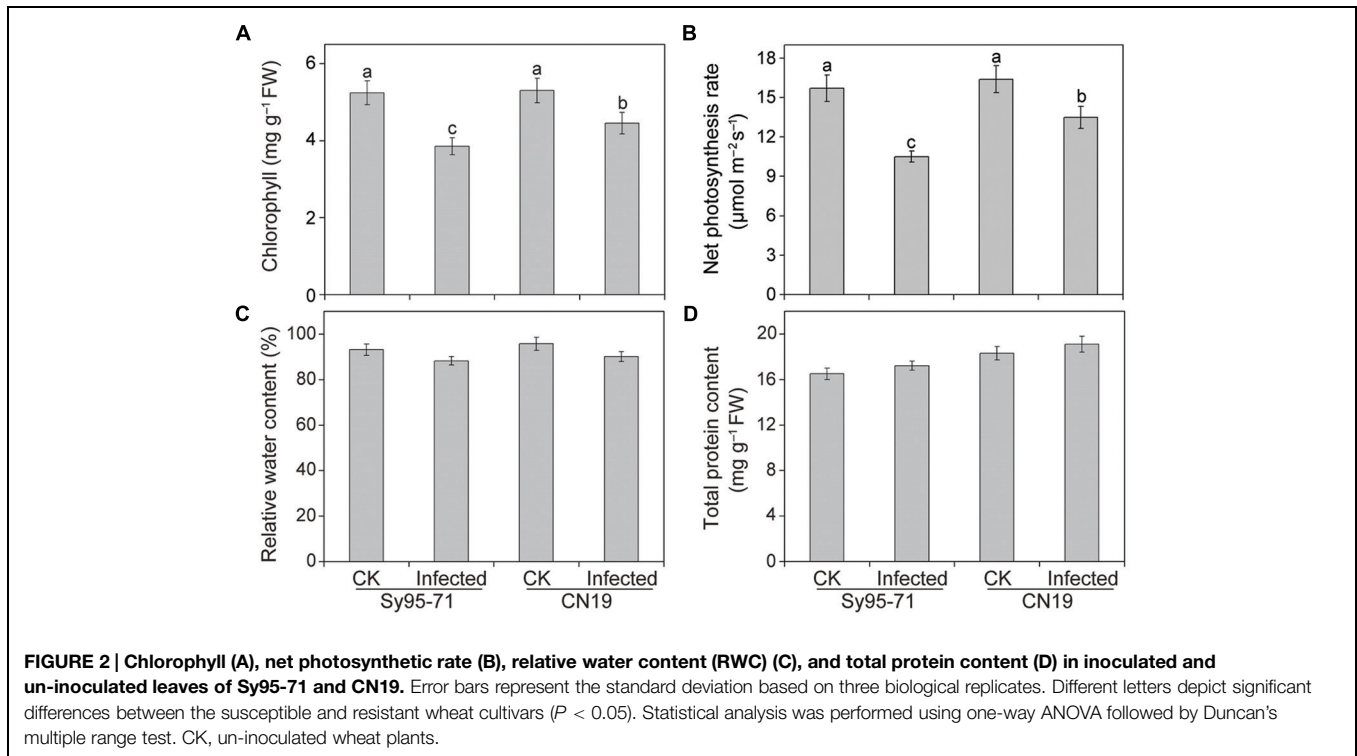 A
Chlorophyll (mg g⁻¹ FW)
6
4
2
0
a
c
a
b
B
Net photosynthesis rate
(μmol m⁻² s⁻¹)
18
15
12
9
6
3
0
a
c
a
b
C
Relative water content (%)
100
80
60
40
20
0
CK Infected CK Infected
Sy95-71 CN19
D
Total protein content
(mg g⁻¹ FW)
20
16
12
8
4
0
CK Infected CK Infected
Sy95-71 CN19
FIGURE 2 | Chlorophyll (A), net photosynthetic rate (B), relative water content (RWC) (C), and total protein content (D) in inoculated and
un-inoculated leaves of Sy95-71 and CN19. Error bars represent the standard deviation based on three biological replicates. Different letters depict significant
differences between the susceptible and resistant wheat cultivars (P < 0.05). Statistical analysis was performed using one-way ANOVA followed by Duncan's
multiple range test. CK, un-inoculated wheat plants.